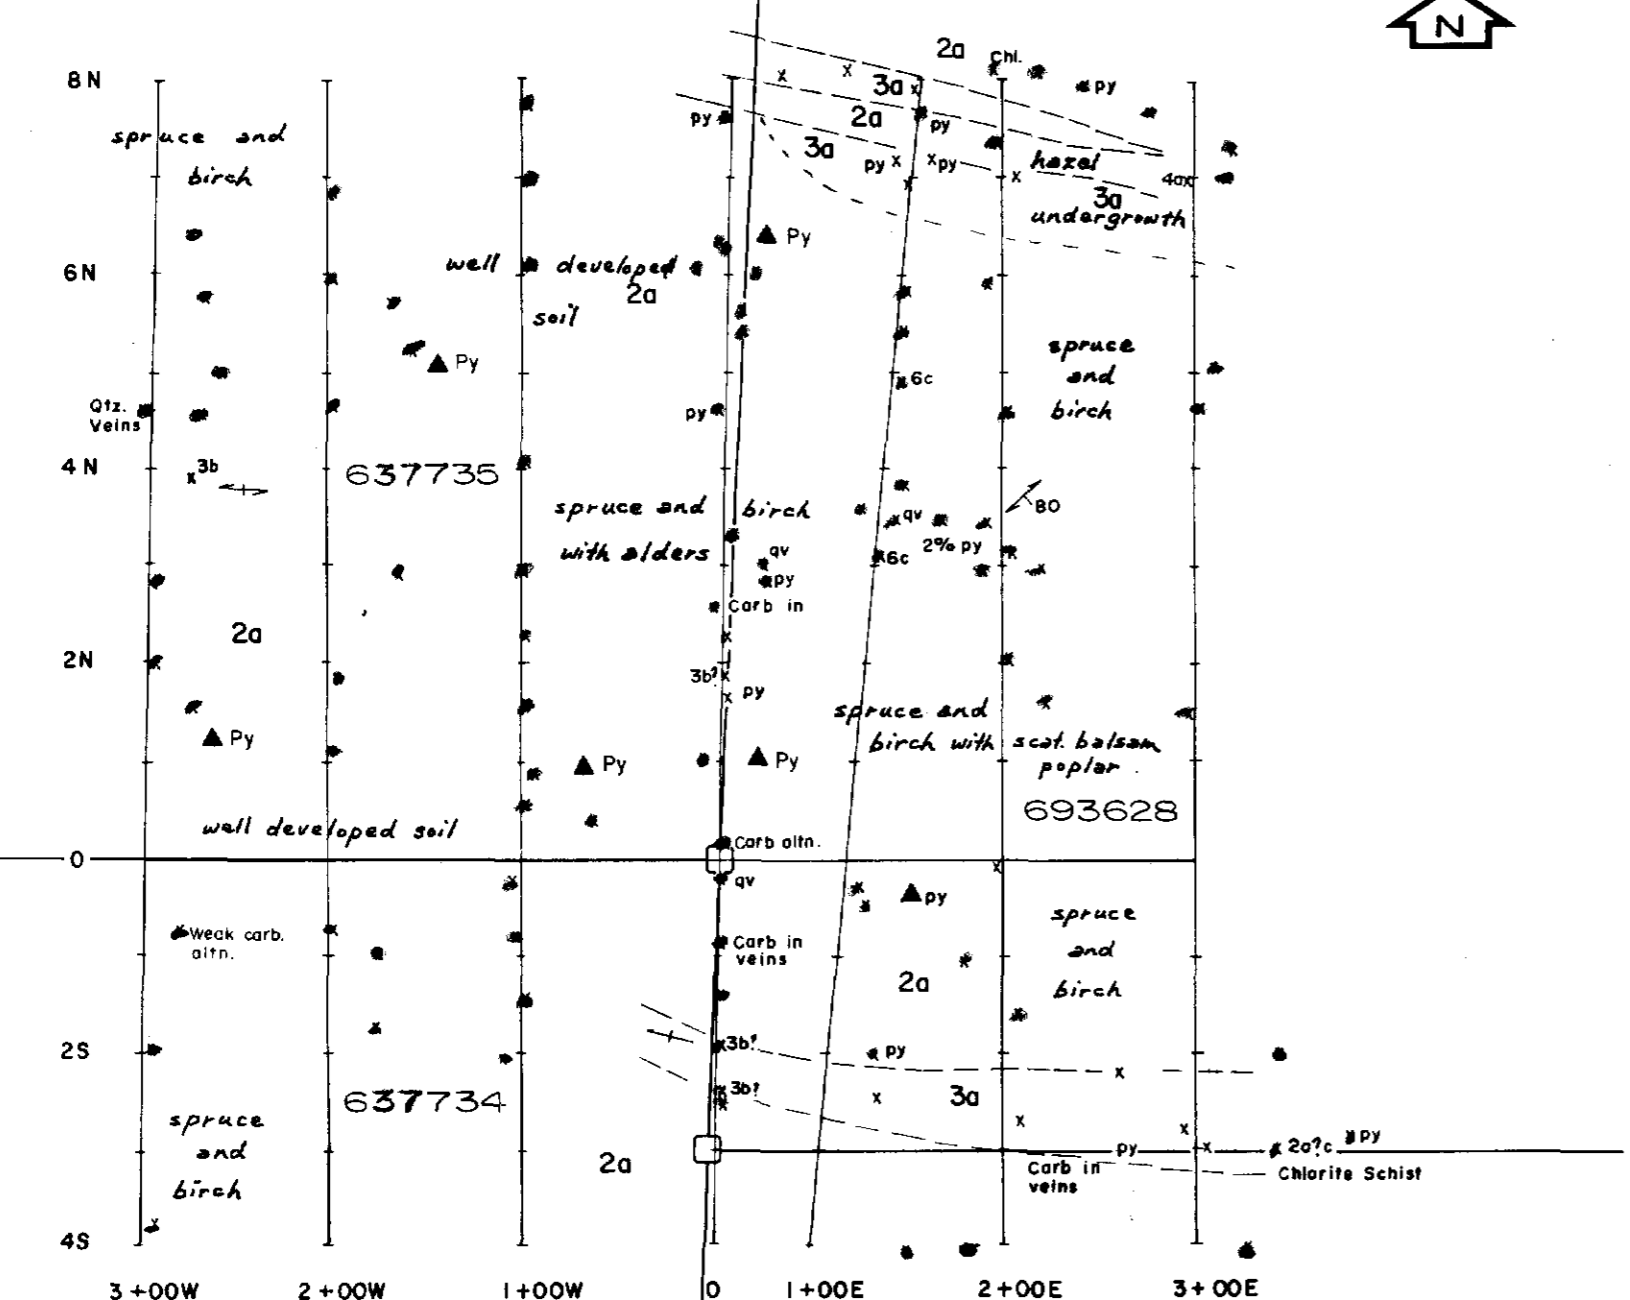 N
2a
Chl.
8N
3a
py
spruce and
birch
py
2a
py
3a
py
py
hazel
4ax
3a
undergrowth
Py
6N
well developed
2a
soil
Py
spruce
and
birch
6c
Qtz.
Veins
py
4N
3b
637735
spruce and birch
with alders
qv
80
2% py
6c
qv
py
Carb in
2a
2N
3b?
py
spruce and
birch with scat. balsam
poplar
Py
Py
Py
693628
well developed soil
0
Carb altn.
qv
py
spruce
and
birch
Weak carb.
altn.
Carb in
veins
2a
2S
3b?
py
637734
3b?
3a
spruce
and
birch
2a
py
2a?c
py
Carb in
veins
Chlorite Schist
4S
3+00W
2+00W
1+00W
0
1+00E
2+00E
3+00E